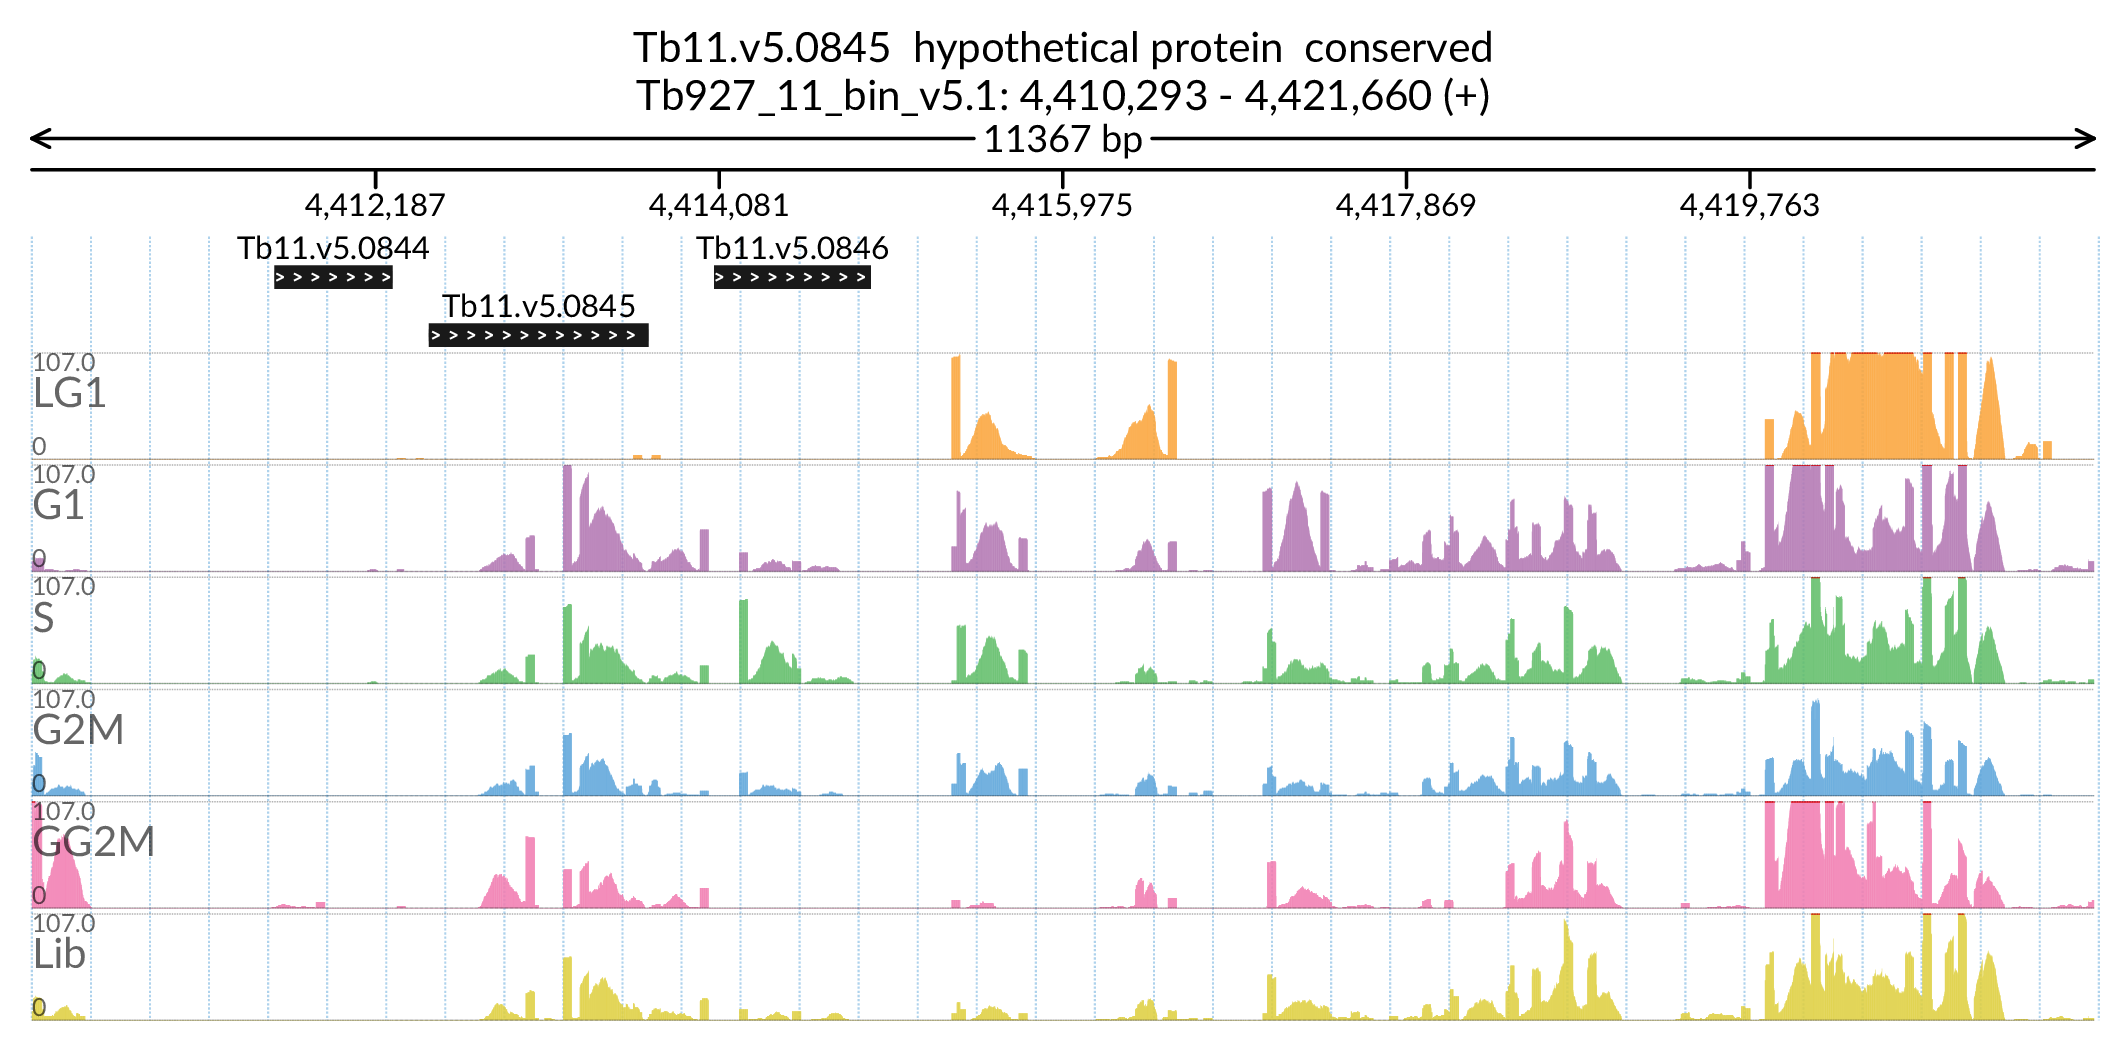 Tb11.v5.0845  hypothetical protein  conserved
Tb927_11_bin_v5.1: 4,410,293 - 4,421,660 (+)
11367 bp
4,412,187 4,414,081 4,415,975 4,417,869 4,419,763
Tb11.v5.0844 Tb11.v5.0846
Tb11.v5.0845
107.0
LG1
0
107.0
G1
0
107.0
S
0
107.0
G2M
0
107.0
GG2M
0
107.0
Lib
0